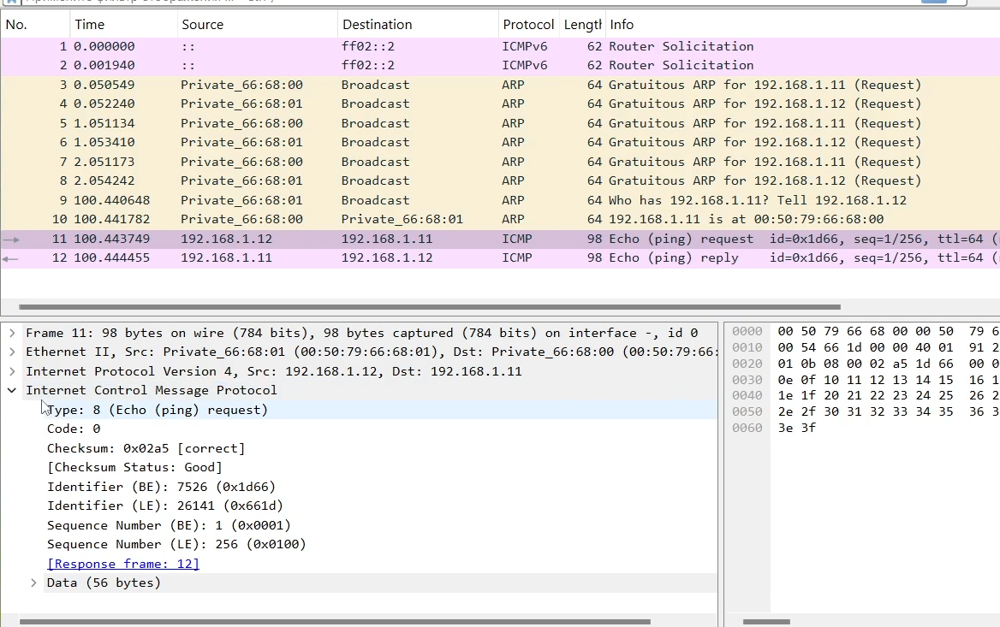 No. Time Source Destination Protocol Length Info
1 0.000000 :: ff02::2 ICMPv6 62 Router Solicitation
2 0.001940 :: ff02::2 ICMPv6 62 Router Solicitation
3 0.050549 Private_66:68:00 Broadcast ARP 64 Gratuitous ARP for 192.168.1.11 (Request)
4 0.052240 Private_66:68:01 Broadcast ARP 64 Gratuitous ARP for 192.168.1.12 (Request)
5 1.051134 Private_66:68:00 Broadcast ARP 64 Gratuitous ARP for 192.168.1.11 (Request)
6 1.053410 Private_66:68:01 Broadcast ARP 64 Gratuitous ARP for 192.168.1.12 (Request)
7 2.051173 Private_66:68:00 Broadcast ARP 64 Gratuitous ARP for 192.168.1.11 (Request)
8 2.054242 Private_66:68:01 Broadcast ARP 64 Gratuitous ARP for 192.168.1.12 (Request)
9 100.440648 Private_66:68:01 Broadcast ARP 64 Who has 192.168.1.11? Tell 192.168.1.12
10 100.441782 Private_66:68:00 Private_66:68:01 ARP 64 192.168.1.11 is at 00:50:79:66:68:00
11 100.443749 192.168.1.12 192.168.1.11 ICMP 98 Echo (ping) request id=0x1d66, seq=1/256, ttl=64 (
12 100.444455 192.168.1.11 192.168.1.12 ICMP 98 Echo (ping) reply id=0x1d66, seq=1/256, ttl=64 (
Frame 11: 98 bytes on wire (784 bits), 98 bytes captured (784 bits) on interface -, id 0
Ethernet II, Src: Private_66:68:01 (00:50:79:66:68:01), Dst: Private_66:68:00 (00:50:79:66:
Internet Protocol Version 4, Src: 192.168.1.12, Dst: 192.168.1.11
Internet Control Message Protocol
Type: 8 (Echo (ping) request)
Code: 0
Checksum: 0x02a5 [correct]
[Checksum Status: Good]
Identifier (BE): 7526 (0x1d66)
Identifier (LE): 26141 (0x661d)
Sequence Number (BE): 1 (0x0001)
Sequence Number (LE): 256 (0x0100)
[Response frame: 12]
Data (56 bytes)
0000 00 50 79 66 68 00 00 50 79 6
0010 00 54 66 1d 00 00 40 01 91 2
0020 01 0b 08 00 02 a5 1d 66 00 0
0030 0e 0f 10 11 12 13 14 15 16 1
0040 1e 1f 20 21 22 23 24 25 26 2
0050 2e 2f 30 31 32 33 34 35 36 3
0060 3e 3f